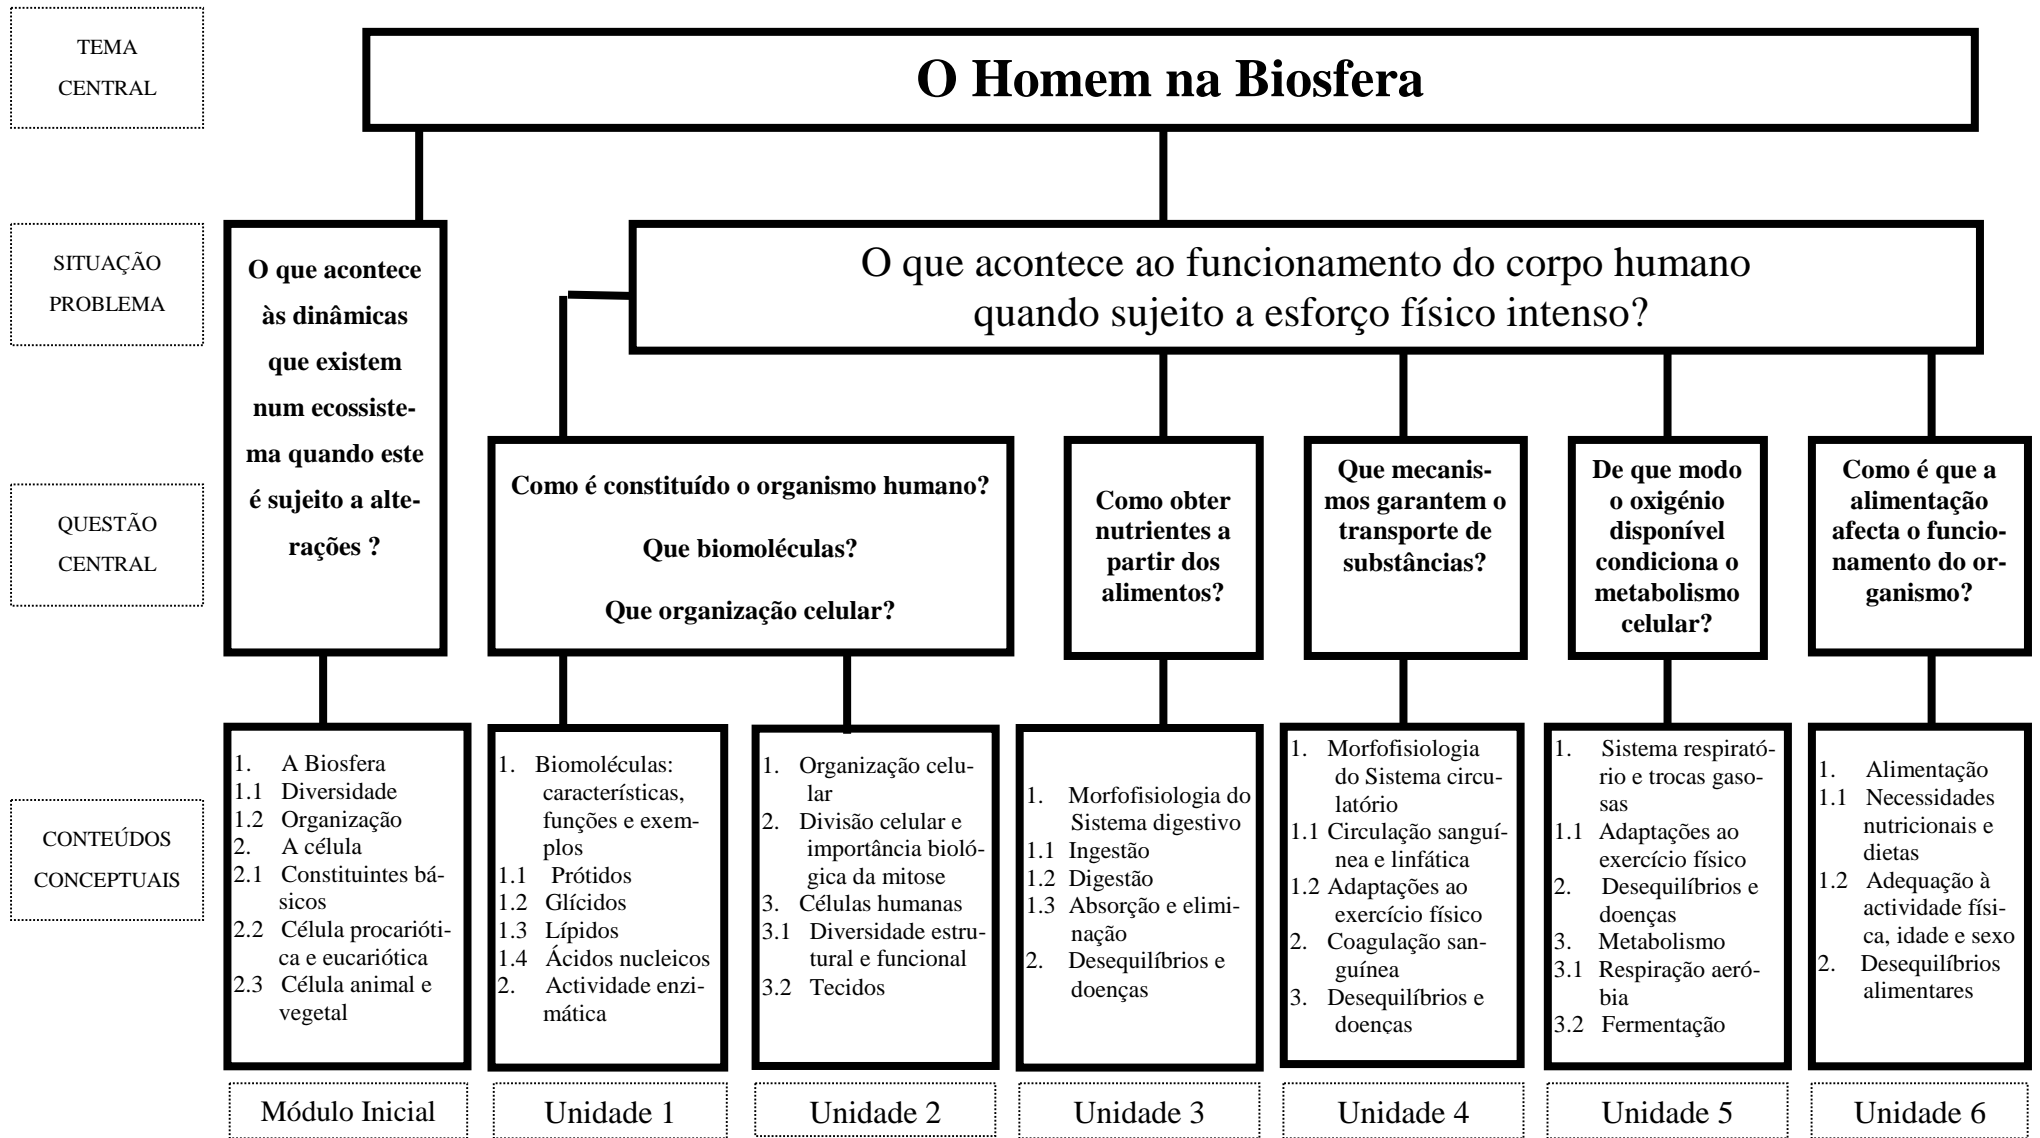 TEMA
CENTRAL
O Homem na Biosfera
SITUAÇÃO
PROBLEMA
O que acontece
às dinâmicas
que existem
num ecossiste-
ma quando este
é sujeito a alte-
rações ?
O que acontece ao funcionamento do corpo humano
quando sujeito a esforço físico intenso?
QUESTÃO
CENTRAL
Como é constituído o organismo humano?
Que biomoléculas?
Que organização celular?
Como obter
nutrientes a
partir dos
alimentos?
Que mecanis-
mos garantem o
transporte de
substâncias?
De que modo
o oxigénio
disponível
condiciona o
metabolismo
celular?
Como é que a
alimentação
afecta o funcio-
namento do or-
ganismo?
CONTEÚDOS
CONCEPTUAIS
1. A Biosfera
1.1 Diversidade
1.2 Organização
2. A célula
2.1 Constituintes bá-
sicos
2.2 Célula procarióti-
ca e eucariótica
2.3 Célula animal e
vegetal
1. Biomoléculas:
características,
funções e exem-
plos
1.1 Prótidos
1.2 Glícidos
1.3 Lípidos
1.4 Ácidos nucleicos
2. Actividade enzi-
mática
1. Organização celu-
lar
2. Divisão celular e
importância bioló-
gica da mitose
3. Células humanas
3.1 Diversidade estru-
tural e funcional
3.2 Tecidos
1. Morfofisiologia do
Sistema digestivo
1.1 Ingestão
1.2 Digestão
1.3 Absorção e elimi-
nação
2. Desequilíbrios e
doenças
1. Morfofisiologia
do Sistema circu-
latório
1.1 Circulação sanguí-
nea e linfática
1.2 Adaptações ao
exercício físico
2. Coagulação san-
guínea
3. Desequilíbrios e
doenças
1. Sistema respirató-
rio e trocas gaso-
sas
1.1 Adaptações ao
exercício físico
2. Desequilíbrios e
doenças
3. Metabolismo
3.1 Respiração aeró-
bia
3.2 Fermentação
1. Alimentação
1.1 Necessidades
nutricionais e
dietas
1.2 Adequação à
actividade físi-
ca, idade e sexo
2. Desequilíbrios
alimentares
Módulo Inicial
Unidade 1
Unidade 2
Unidade 3
Unidade 4
Unidade 5
Unidade 6